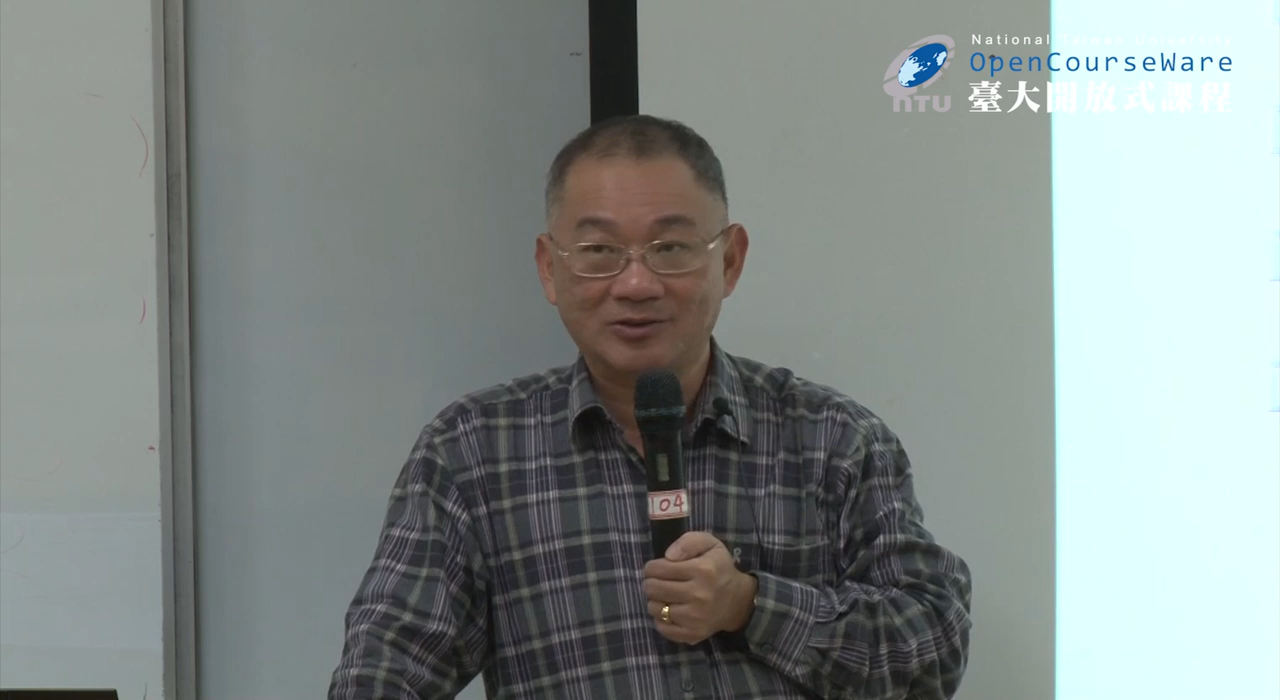 National Taiwan University
OpenCourseWare
臺大開放式課程
NTU
104